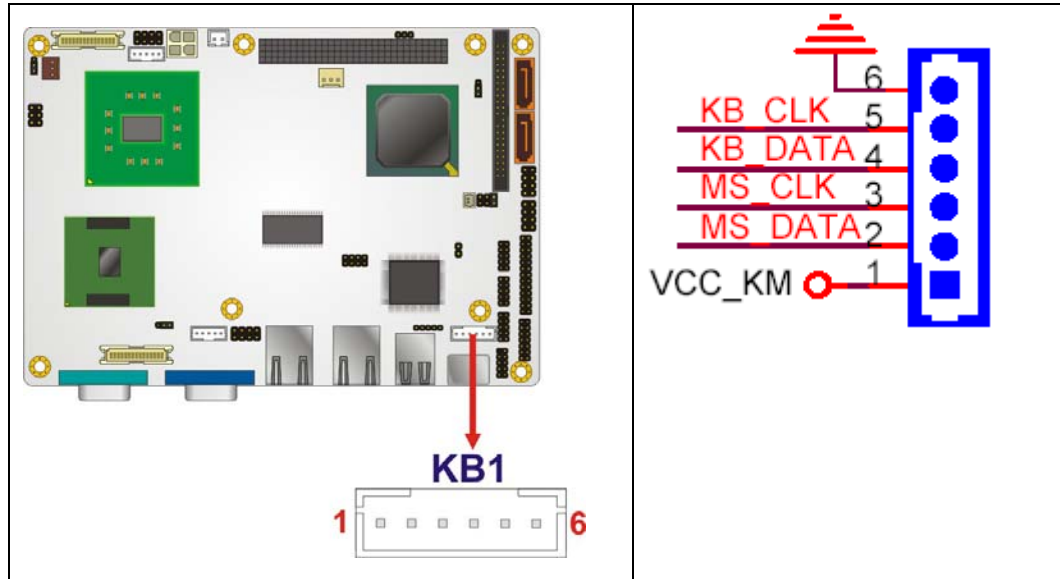 KB1
1
6
6
KB_CLK 5
KB_DATA 4
MS_CLK 3
MS_DATA 2
VCC_KM 1